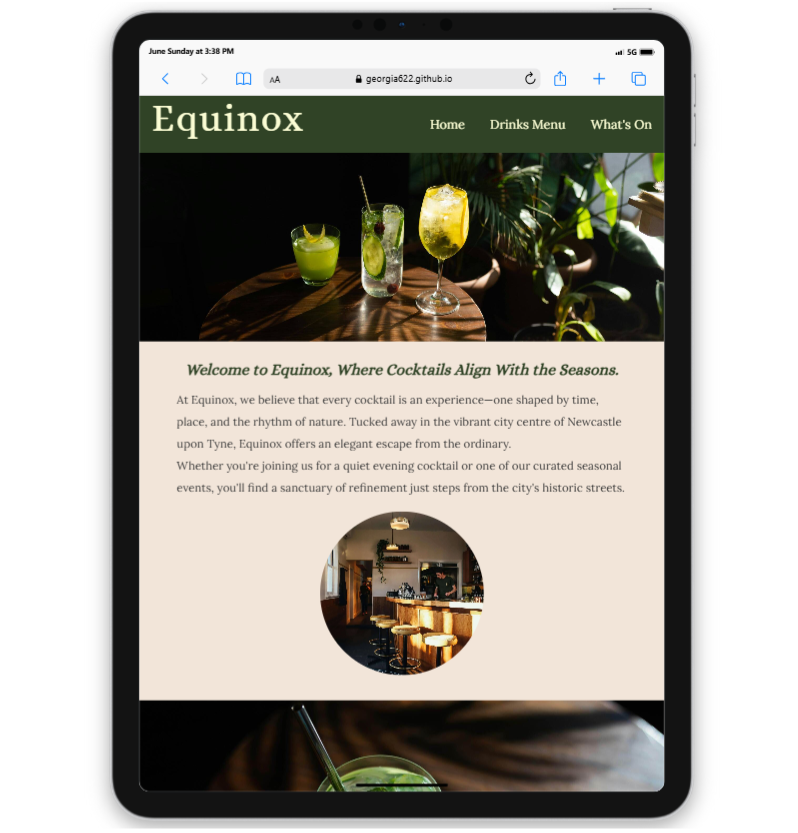 June Sunday at 3:38 PM
5G
AA
georgia622.github.io
Equinox
Home
Drinks Menu
What's On
Welcome to Equinox, Where Cocktails Align With the Seasons.
At Equinox, we believe that every cocktail is an experience—one shaped by time,
place, and the rhythm of nature. Tucked away in the vibrant city centre of Newcastle
upon Tyne, Equinox offers an elegant escape from the ordinary.
Whether you're joining us for a quiet evening cocktail or one of our curated seasonal
events, you'll find a sanctuary of refinement just steps from the city's historic streets.